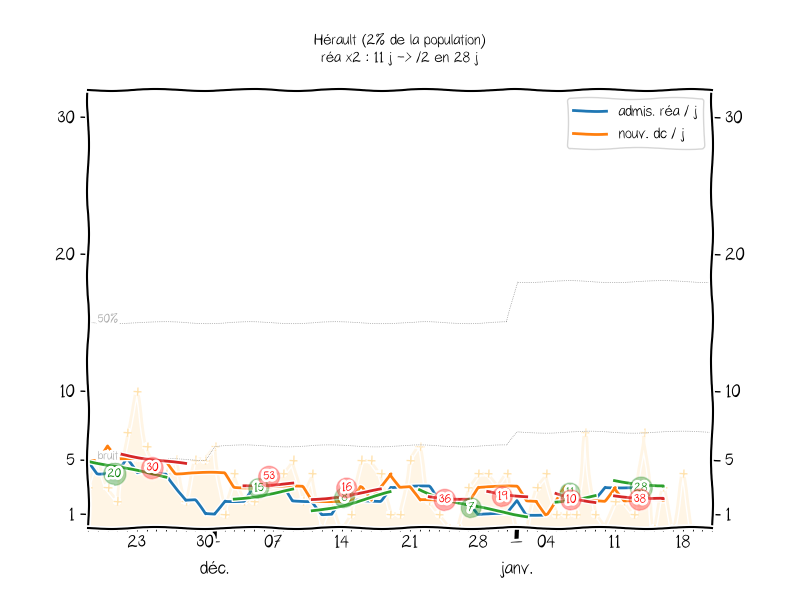 Hérault (2% de la population)
réa x2 : 11 j -> /2 en 28 j
admis. réa / j
nouv. dc / j
30 30
20 20
50%
10 10
bruit
5 5
20 30 53 16 36 7 19 10 28 38
1 1
23 30 07 14 21 28 04 11 18
déc. janv.